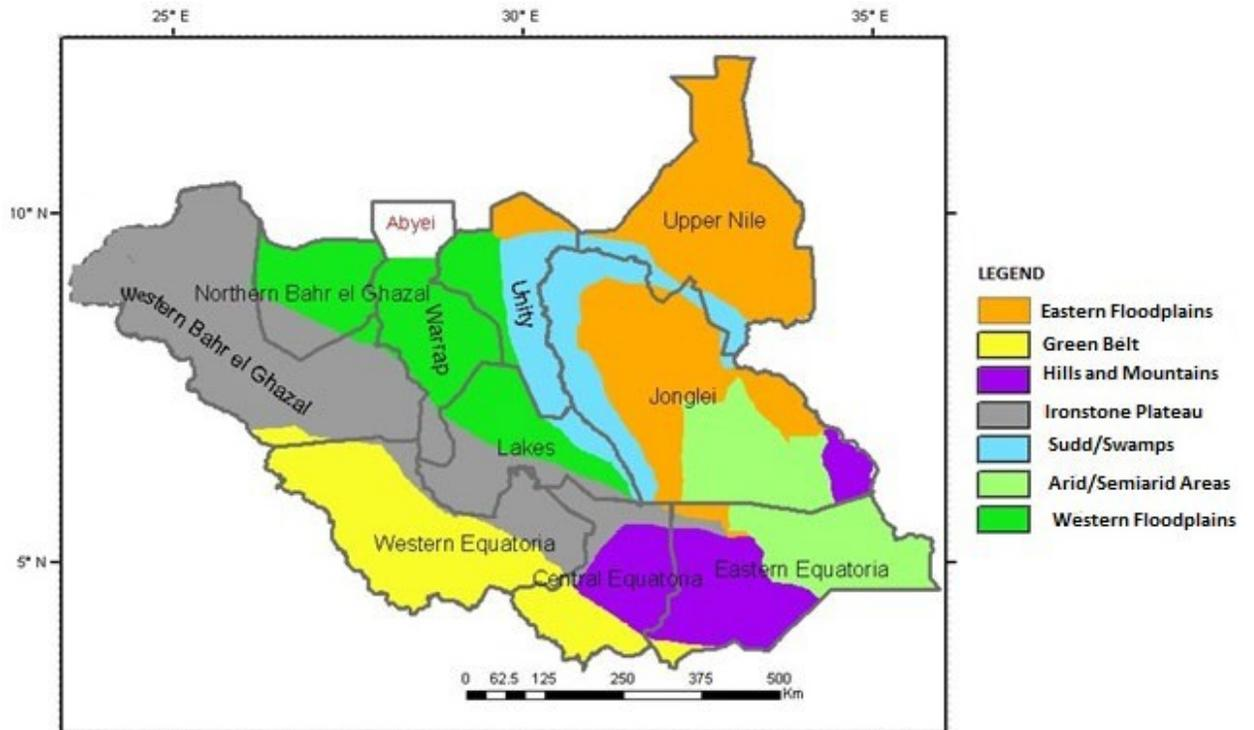 25° E 30° E 35° E
10° N
5° N
Upper Nile
Abyei
Northern Bahr el Ghazal
Western Bahr el Ghazal
Warrap
Unity
Jonglei
Lakes
Western Equatoria
Central Equatoria
Eastern Equatoria
0 62.5 125 250 375 500
Km
LEGEND
Eastern Floodplains
Green Belt
Hills and Mountains
Ironstone Plateau
Sudd/Swamps
Arid/Semiarid Areas
Western Floodplains